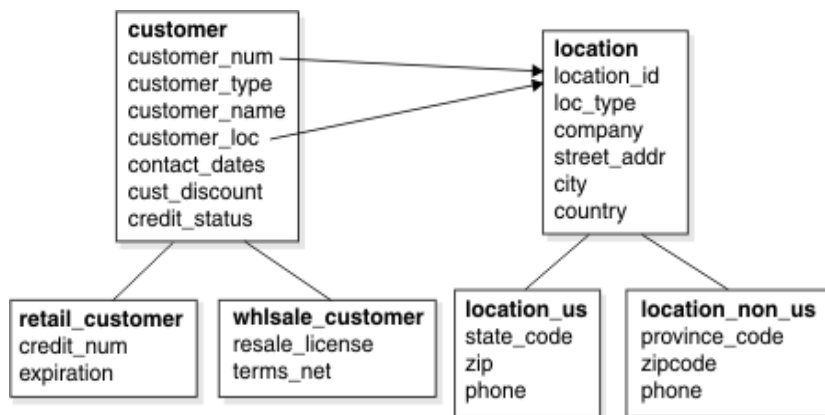 customer
customer_num
customer_type
customer_name
customer_loc
contact_dates
cust_discount
credit_status
location
location_id
loc_type
company
street_addr
city
country
retail_customer
credit_num
expiration
whlsale_customer
resale_license
terms_net
location_us
state_code
zip
phone
location_non_us
province_code
zipcode
phone